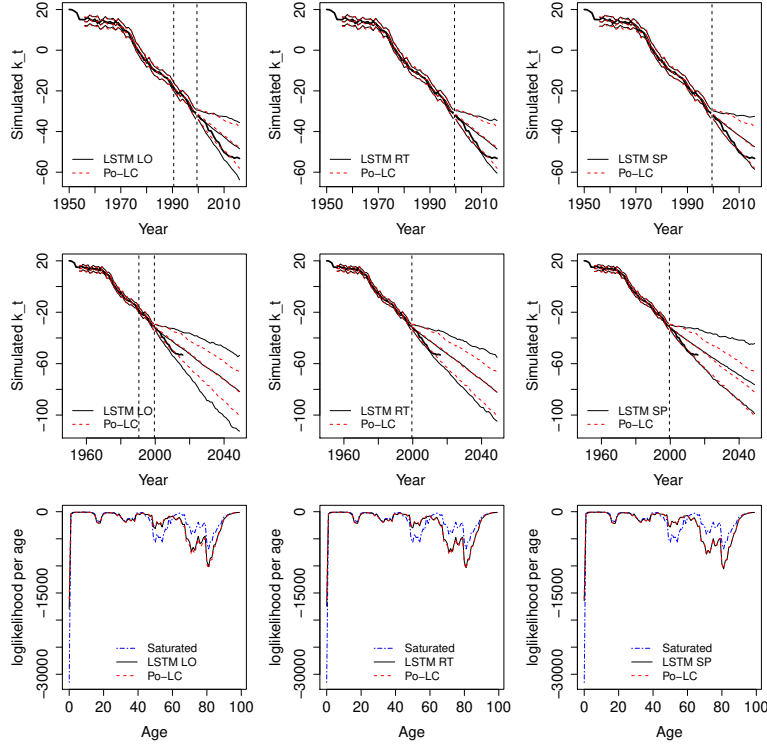 Simulated k_t
20
0
−20
−40
−60
LSTM LO
Po−LC
1950
1970
1990
2010
Year
Simulated k_t
20
0
−20
−40
−60
LSTM RT
Po−LC
1950
1970
1990
2010
Year
Simulated k_t
20
0
−20
−40
−60
LSTM SP
Po−LC
1950
1970
1990
2010
Year
Simulated k_t
20
−20
−60
−100
LSTM LO
Po−LC
1960
1980
2000
2020
2040
Year
Simulated k_t
20
−20
−60
−100
LSTM RT
Po−LC
1960
1980
2000
2020
2040
Year
Simulated k_t
20
−20
−60
−100
LSTM SP
Po−LC
1960
1980
2000
2020
2040
Year
loglikelihood per age
0
−15000
−30000
Saturated
LSTM LO
Po−LC
0
20
40
60
80
100
Age
loglikelihood per age
0
−15000
−30000
Saturated
LSTM RT
Po−LC
0
20
40
60
80
100
Age
loglikelihood per age
0
−15000
−30000
Saturated
LSTM SP
Po−LC
0
20
40
60
80
100
Age